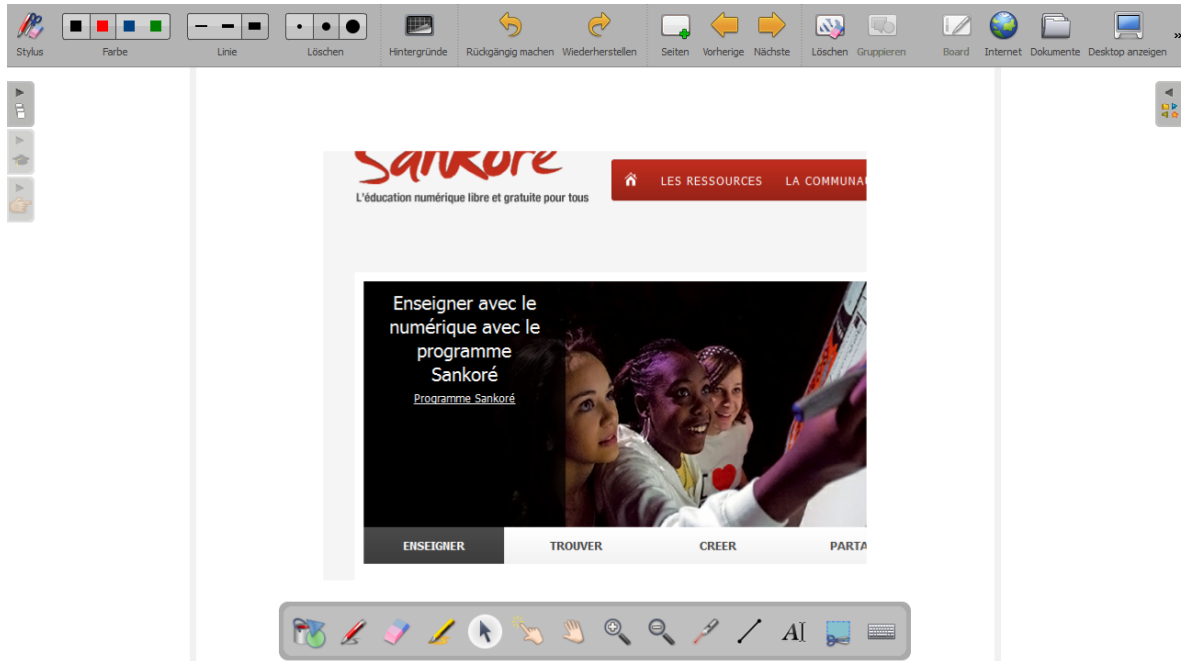 Stylus
Farbe
Linie
Löschen
Hintergründe
Rückgängig machen
Wiederherstellen
Seiten
Vorherige
Nächste
Löschen
Gruppieren
Board
Internet
Dokumente
Desktop anzeigen
»
Sankoré
L'éducation numérique libre et gratuite pour tous
LES RESSOURCES
LA COMMUNAU
Enseigner avec le
numérique avec le
programme
Sankoré
Programme Sankoré
I
ENSEIGNER
TROUVER
CREER
PARTA
AI